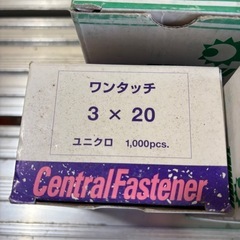 ワンタッチ
3 × 20
ユニクロ 1,000pcs.
CentralFastener